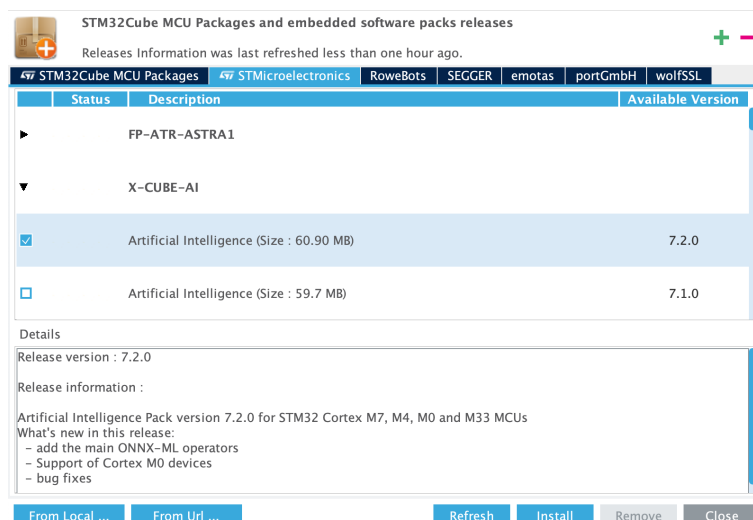 STM32Cube MCU Packages and embedded software packs releases
Releases Information was last refreshed less than one hour ago.
STM32Cube MCU Packages STMicroelectronics RoweBots SEGGER emotas portGmbH wolfSSL
Status Description Available Version
FP-ATR-ASTRA1
X-CUBE-AI
Artificial Intelligence (Size : 60.90 MB) 7.2.0
Artificial Intelligence (Size : 59.7 MB) 7.1.0
Details
Release version : 7.2.0
Release information :
Artificial Intelligence Pack version 7.2.0 for STM32 Cortex M7, M4, M0 and M33 MCUs
What's new in this release:
– add the main ONNX-ML operators
– Support of Cortex M0 devices
– bug fixes
From Local ... From Url ... Refresh Install Remove Close